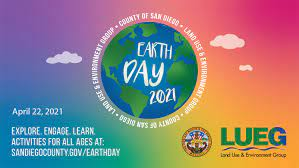 COUNTY OF SAN DIEGO • LAND USE & ENVIRONMENT GROUP • COUNTY OF SAN DIEGO • LAND USE & ENVIRONMENT GROUP •
EARTH
DAY
2021
April 22, 2021
EXPLORE. ENGAGE. LEARN.
ACTIVITIES FOR ALL AGES AT:
SANDIEGOCOUNTY.GOV/EARTHDAY
LUEG
Land Use & Environment Group